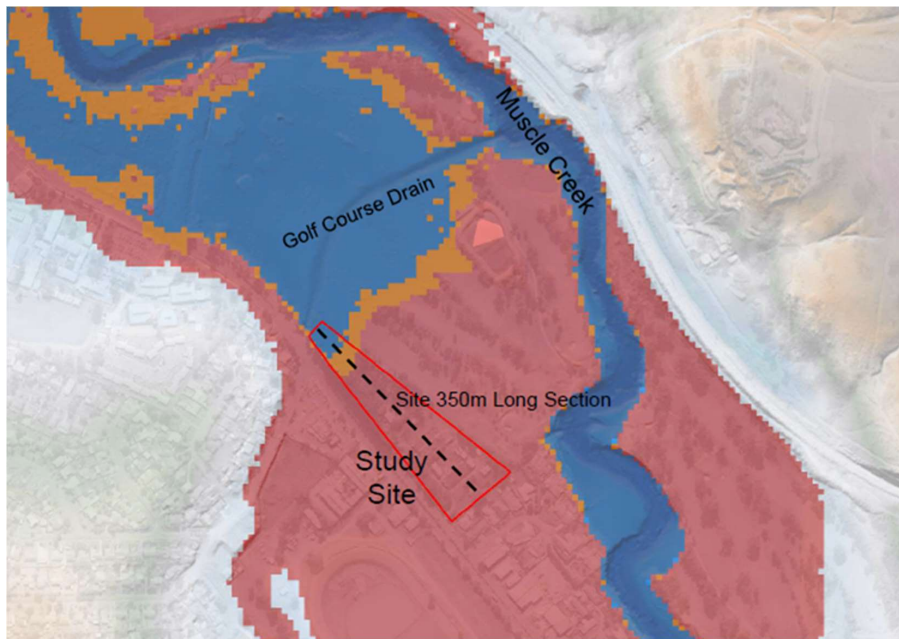 Muscle Creek
Golf Course Drain
Site 350m Long Section
Study
Site